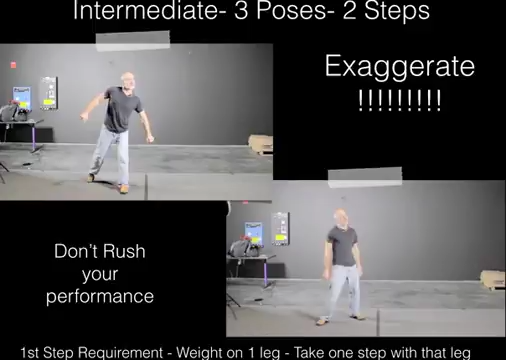 Intermediate- 3 Poses- 2 Steps
Exaggerate
!!!!!!!!!
Don't Rush
your
performance
1st Step Requirement - Weight on 1 leg - Take one step with that leg